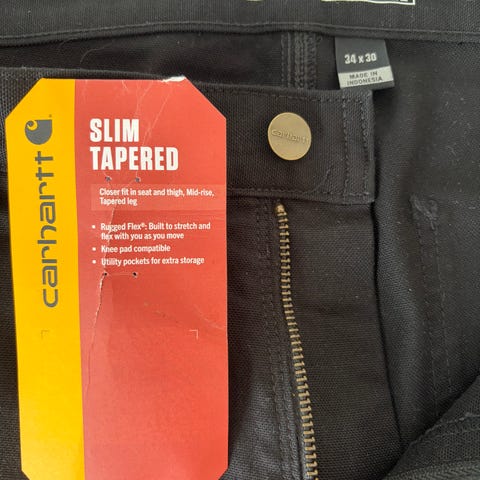 34 x 30
MADE IN
INDONESIA
carhartt
SLIM
TAPERED
Closer fit in seat and thigh, Mid-rise,
Tapered leg
• Rugged Flex®: Built to stretch and
flex with you as you move
• Knee pad compatible
• Utility pockets for extra storage
carhartt